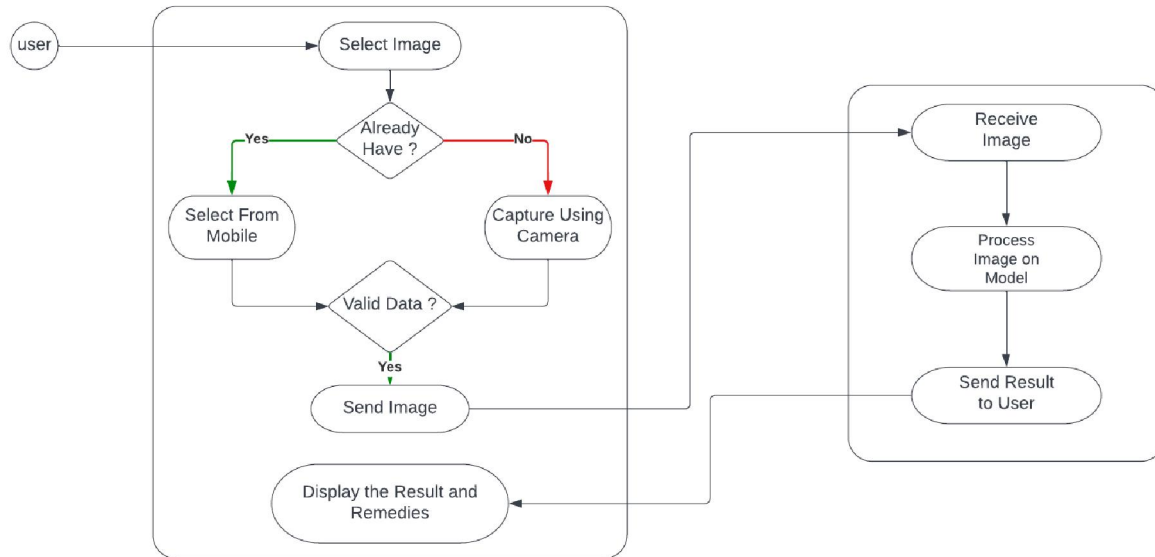 user
Select Image
Already
Have ?
Yes
No
Select From
Mobile
Capture Using
Camera
Valid Data ?
Yes
Send Image
Display the Result and
Remedies
Receive
Image
Process
Image on
Model
Send Result
to User